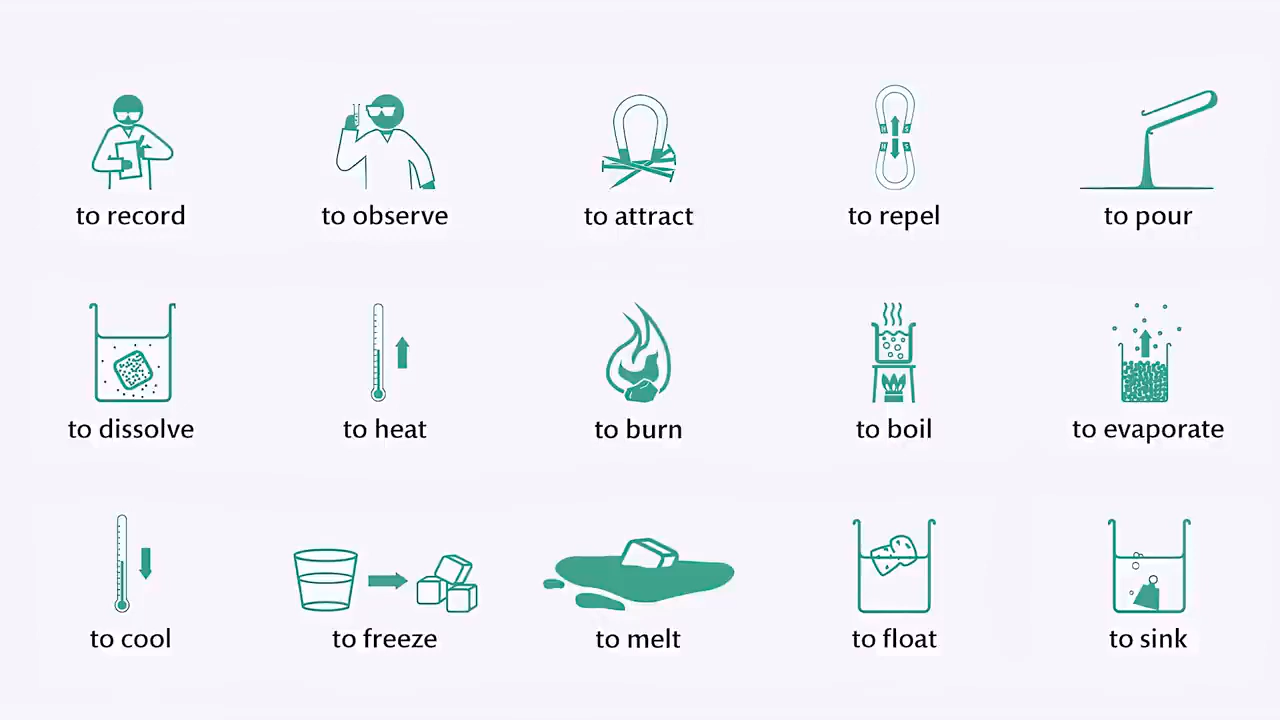 to record
to observe
to attract
to repel
to pour
to dissolve
to heat
to burn
to boil
to evaporate
to cool
to freeze
to melt
to float
to sink